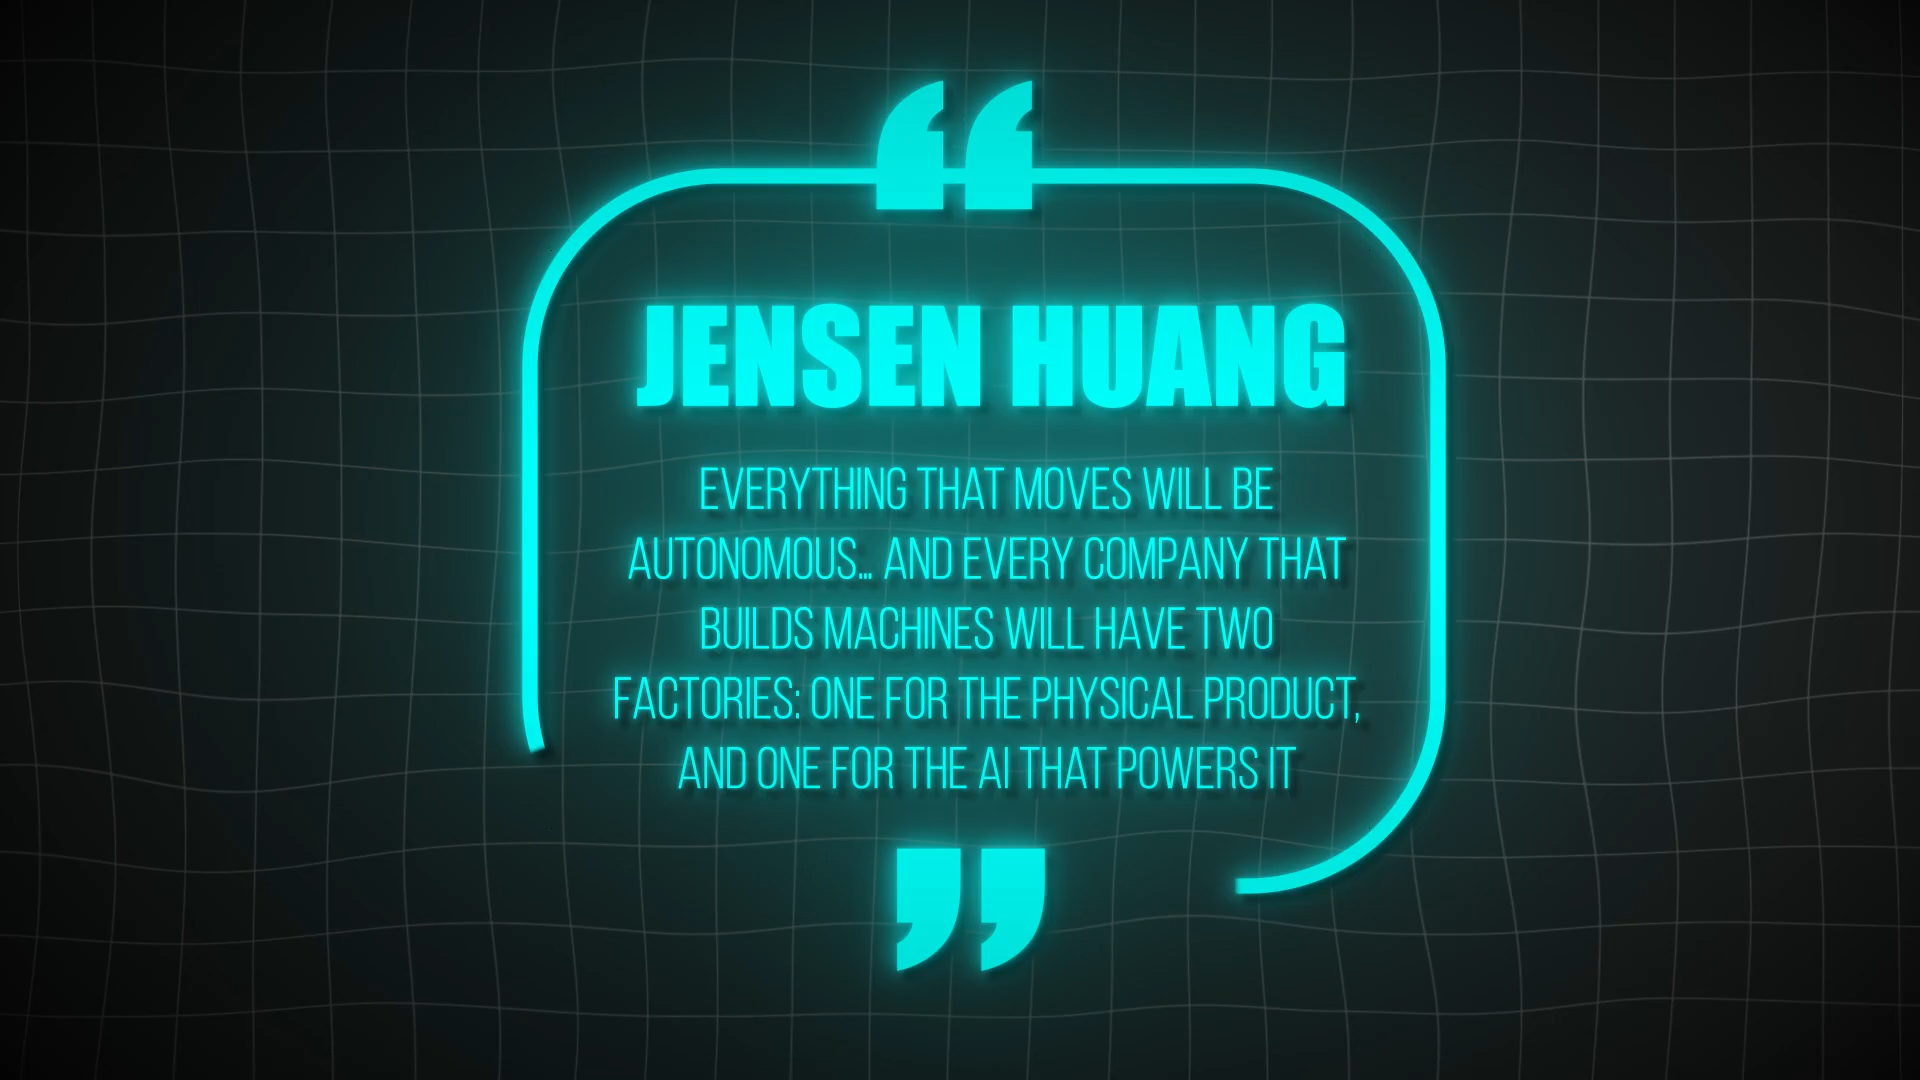 “
JENSEN HUANG
EVERYTHING THAT MOVES WILL BE
AUTONOMOUS... AND EVERY COMPANY THAT
BUILDS MACHINES WILL HAVE TWO
FACTORIES: ONE FOR THE PHYSICAL PRODUCT,
AND ONE FOR THE AI THAT POWERS IT
”